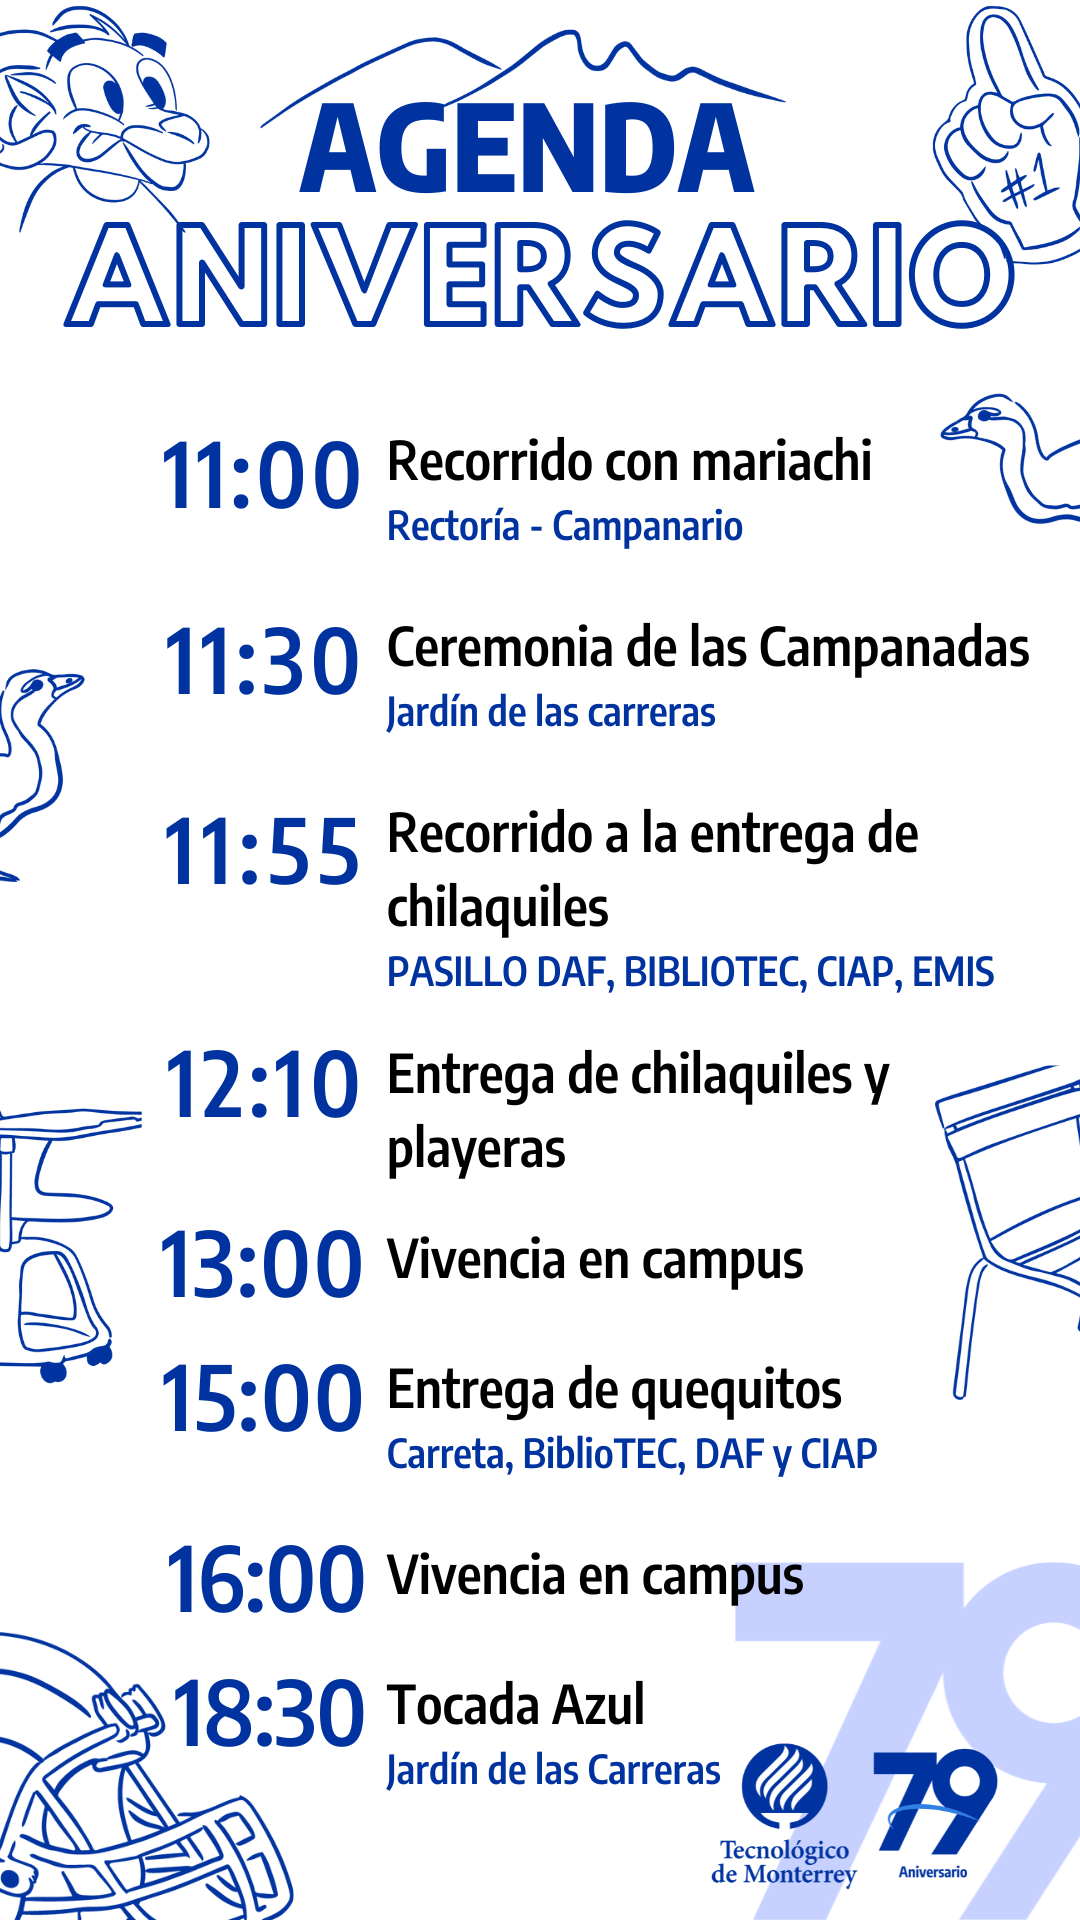 #1
AGENDA
ANIVERSARIO
11:00 Recorrido con mariachi
Rectoría - Campanario
11:30 Ceremonia de las Campanadas
Jardín de las carreras
11:55 Recorrido a la entrega de
chilaquiles
PASILLO DAF, BIBLIOTEC, CIAP, EMIS
12:10 Entrega de chilaquiles y
playeras
13:00 Vivencia en campus
15:00 Entrega de quequitos
Carreta, BiblioTEC, DAF y CIAP
16:00 Vivencia en campus
18:30 Tocada Azul
Jardín de las Carreras
79
Tecnológico
de Monterrey
79
Aniversario